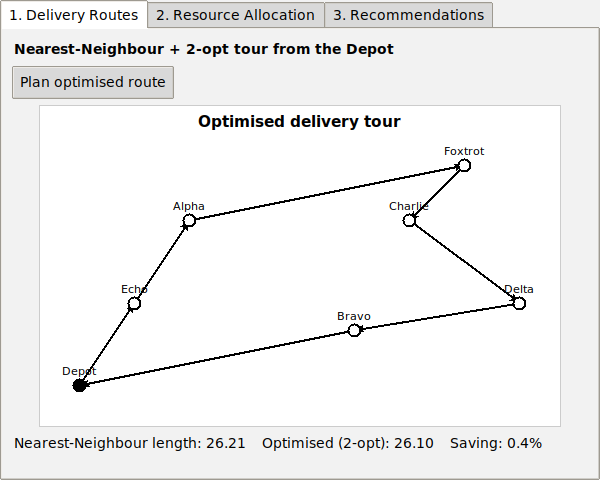 1. Delivery Routes 2. Resource Allocation 3. Recommendations
Nearest-Neighbour + 2-opt tour from the Depot
Plan optimised route
Optimised delivery tour
Foxtrot
Alpha
Charlie
Echo
Delta
Bravo
Depot
Nearest-Neighbour length: 26.21 Optimised (2-opt): 26.10 Saving: 0.4%